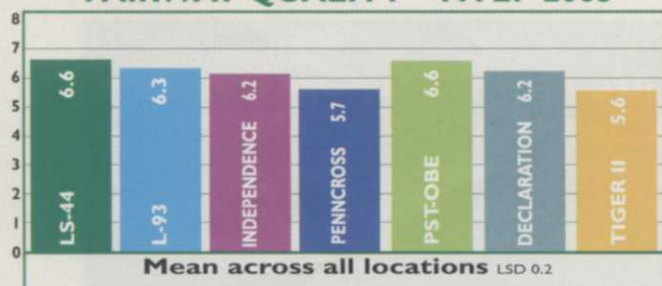 QUALITY
8
7
6
5
4
3
2
1
0
6.6
LS-44
6.3
L-93
6.2
INDEPENDENCE
5.7
PENNCROSS
6.6
PST-OBE
6.2
DECLARATION
5.6
TIGER II
Mean across all locations LSD 0.2